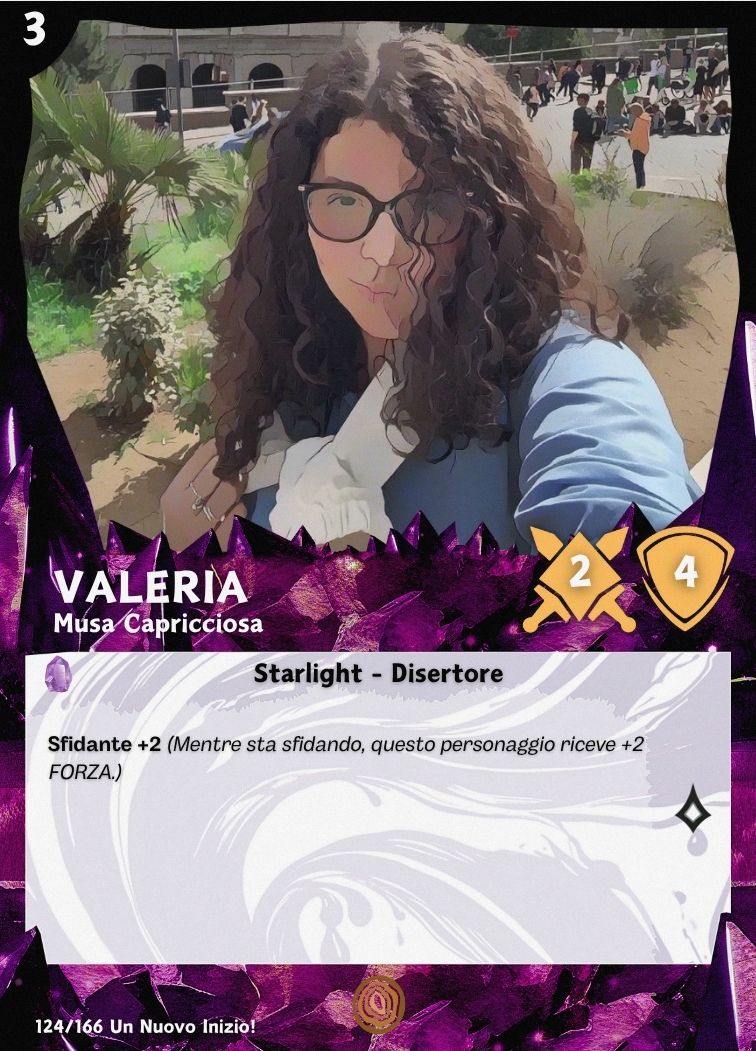 3
2
4
VALERIA
Musa Capricciosa
Starlight - Disertore
Sfidante +2 (Mentre sta sfidando, questo personaggio riceve +2
FORZA.)
124/166 Un Nuovo Inizio!